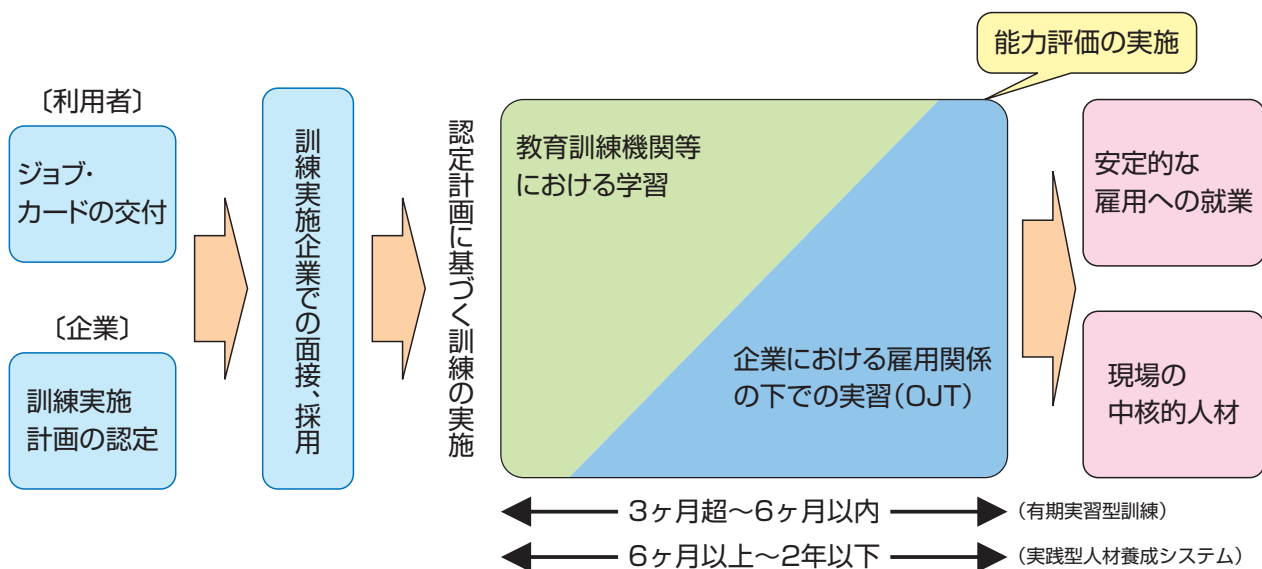 能力評価の実施
〔利用者〕
ジョブ・
カードの交付
〔企業〕
訓練実施
計画の認定
訓練実施企業での面接、採用
認定計画に基づく訓練の実施
教育訓練機関等
における学習
企業における雇用関係
の下での実習（OJT）
安定的な
雇用への就業
現場の
中核的人材
3ヶ月超～6ヶ月以内
（有期実習型訓練）
6ヶ月以上～2年以下
（実践型人材養成システム）